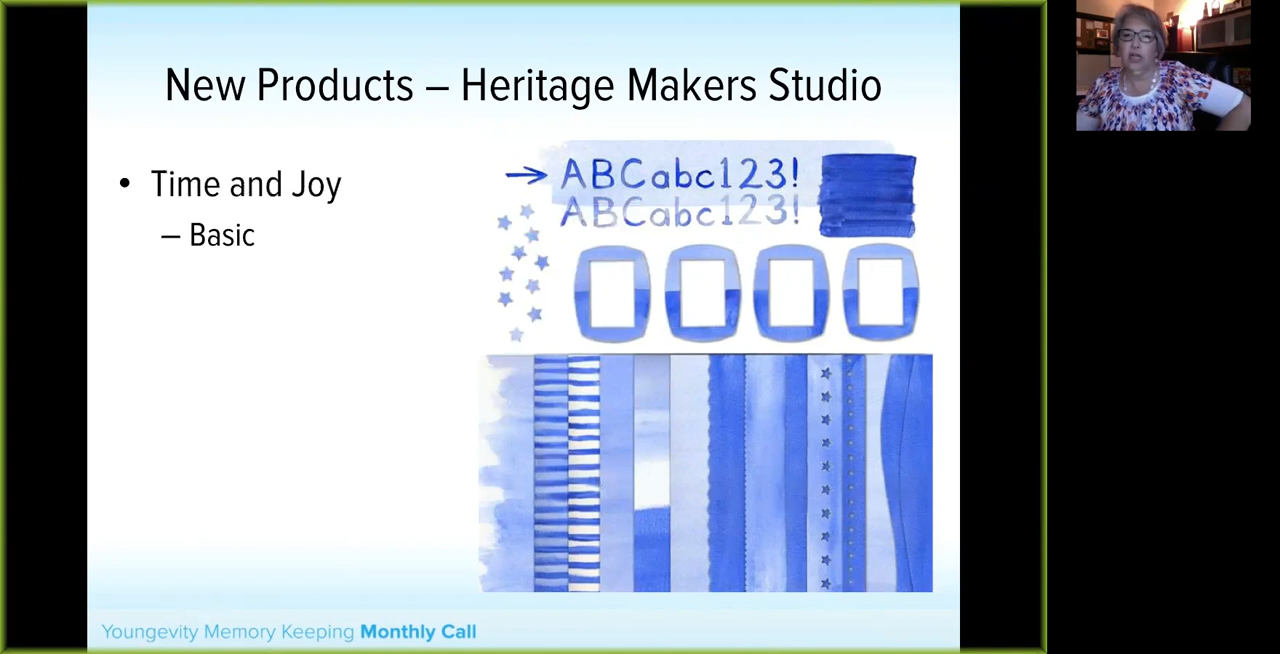 New Products – Heritage Makers Studio
• Time and Joy
– Basic
ABCabc123!
ABCabc123!
Youngevity Memory Keeping Monthly Call